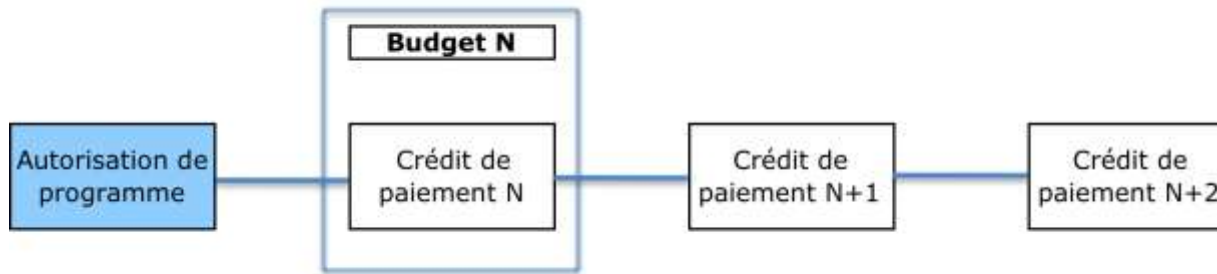 Budget N
Autorisation de
programme
Crédit de
paiement N
Crédit de
paiement N+1
Crédit de
paiement N+2